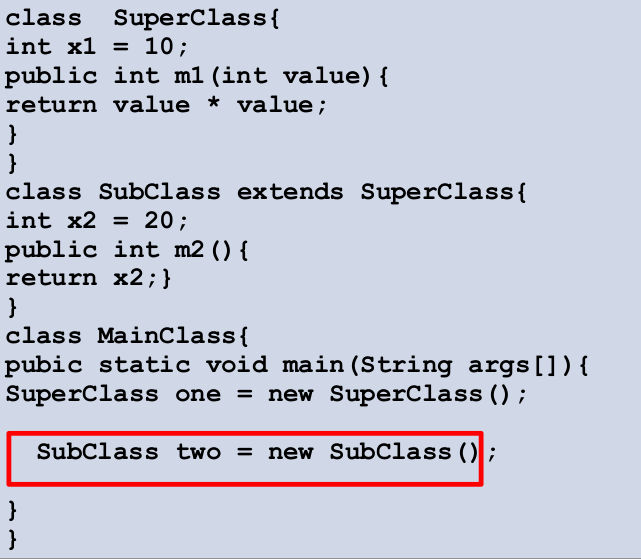 class  SuperClass{
int x1 = 10;
public int m1(int value){
return value * value;
}
}
class SubClass extends SuperClass{
int x2 = 20;
public int m2(){
return x2;}
}
class MainClass{
pubic static void main(String args[]){
SuperClass one = new SuperClass();
SubClass two = new SubClass();
}
}